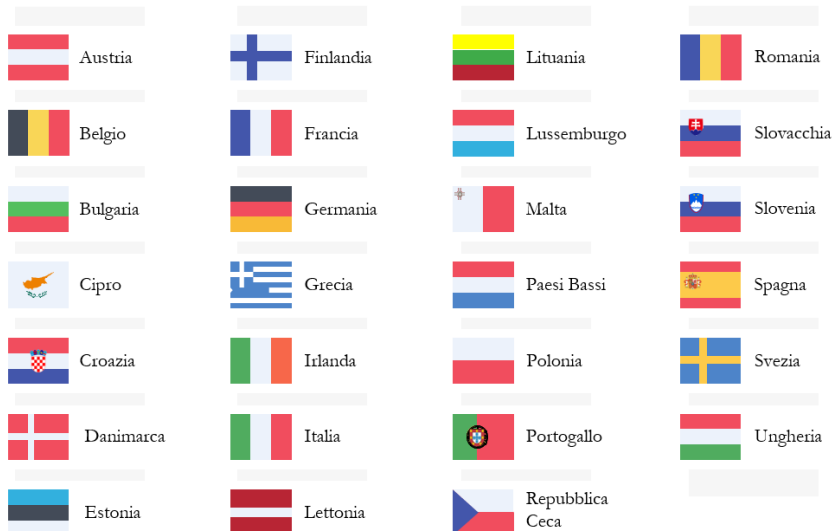 Austria
Belgio
Bulgaria
Cipro
Croazia
Danimarca
Estonia
Finlandia
Francia
Germania
Grecia
Irlanda
Italia
Lettonia
Lituania
Lussemburgo
Malta
Paesi Bassi
Polonia
Portogallo
Repubblica
Ceca
Romania
Slovacchia
Slovenia
Spagna
Svezia
Ungheria